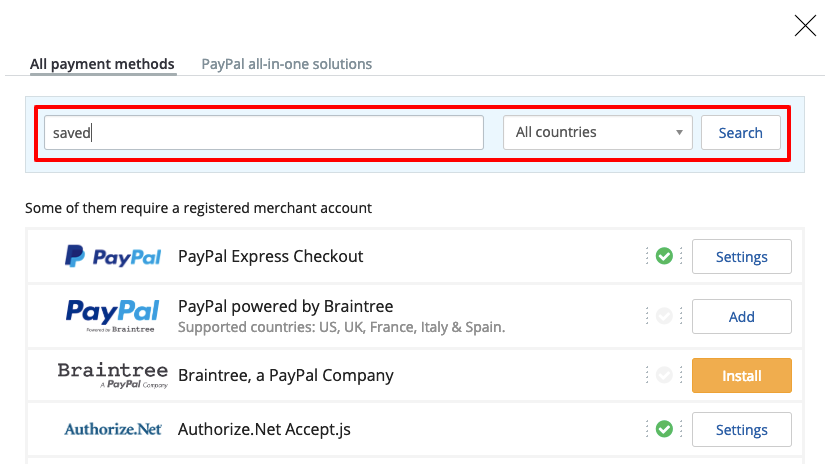 All payment methods PayPal all-in-one solutions
saved All countries Search
Some of them require a registered merchant account
PayPal PayPal Express Checkout Settings
PayPal PayPal powered by Braintree Add
Powered by Braintree Supported countries: US, UK, France, Italy & Spain.
Braintree Braintree, a PayPal Company Install
A PayPal Company
Authorize.Net Authorize.Net Accept.js Settings